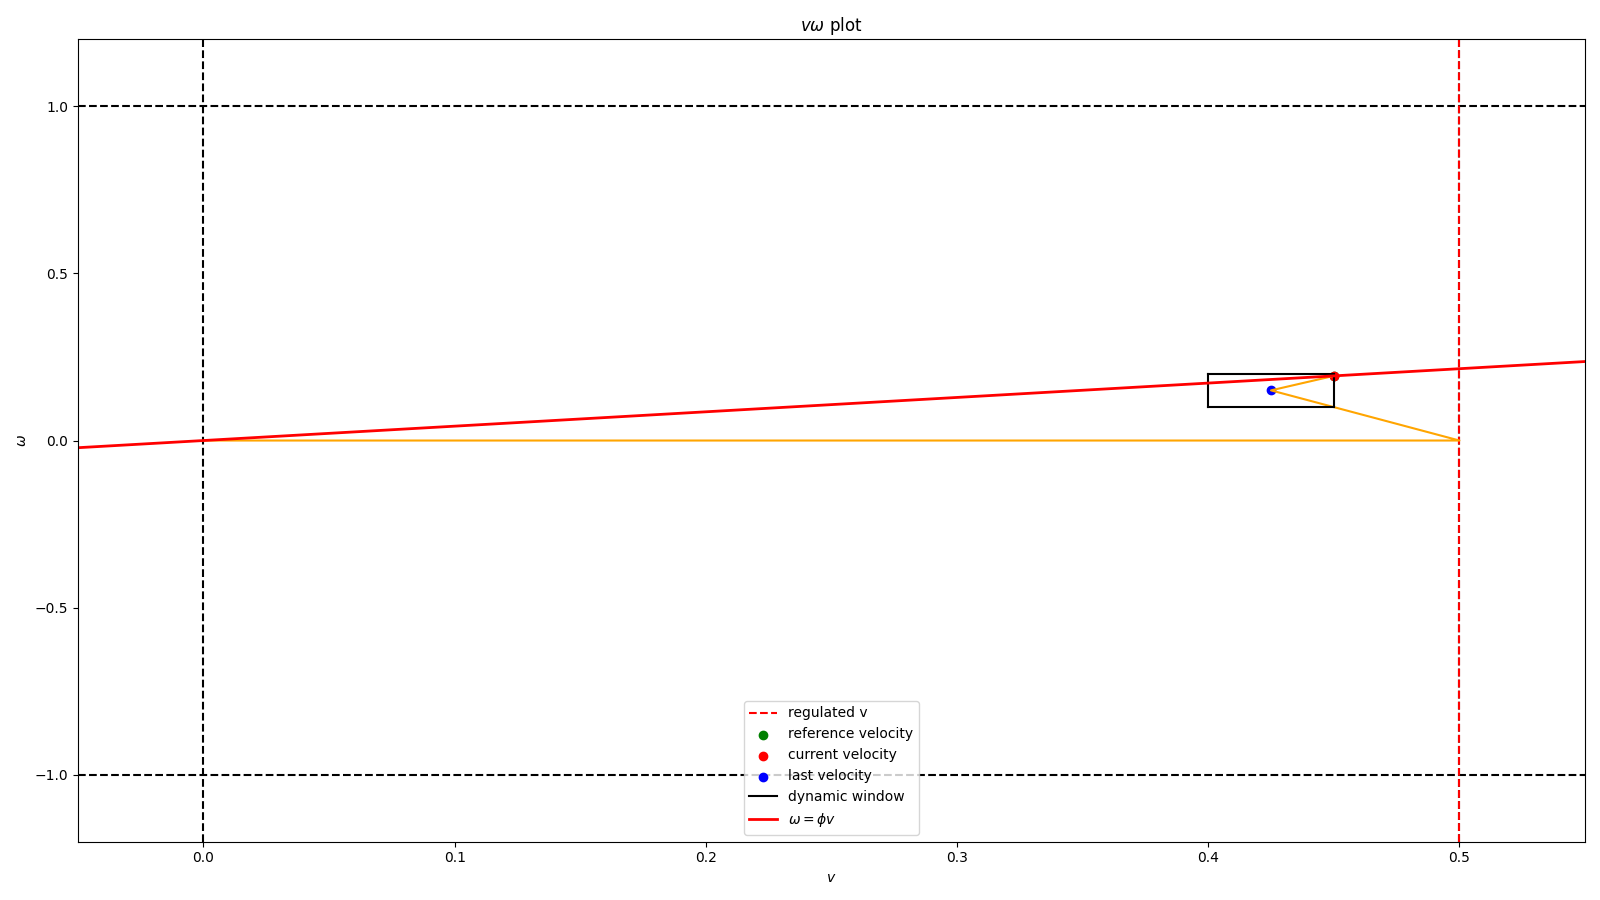 vω plot
1.0
0.5
0.0
−0.5
−1.0
ω
regulated v
reference velocity
current velocity
last velocity
dynamic window
ω = ϕv
0.0 0.1 0.2 0.3 0.4 0.5
v